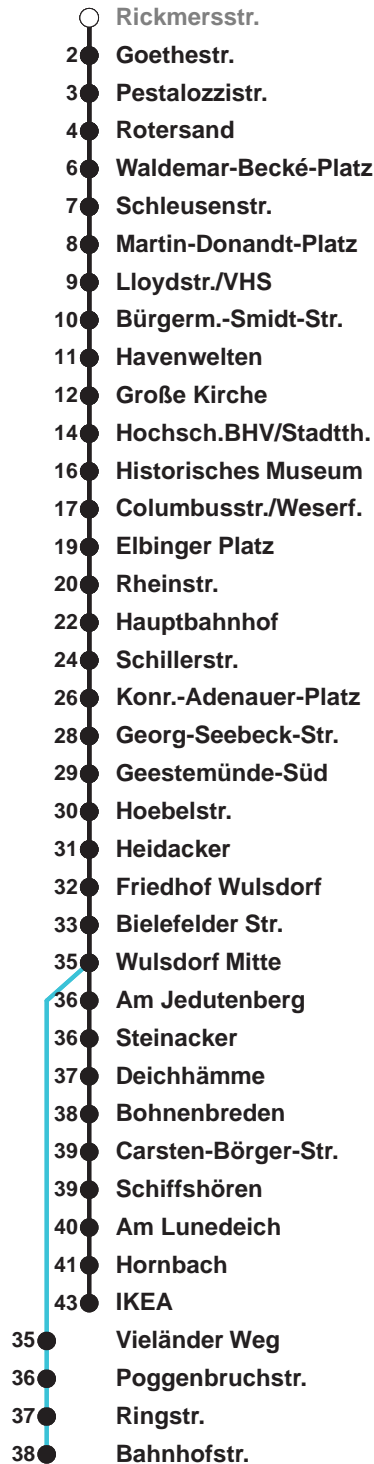 Rickmersstr.
2 Goethestr.
3 Pestalozzistr.
4 Rotersand
6 Waldemar-Becké-Platz
7 Schleusenstr.
8 Martin-Donandt-Platz
9 Lloydstr./VHS
10 Bürgerm.-Smidt-Str.
11 Havenwelten
12 Große Kirche
14 Hochsch.BHV/Stadtth.
16 Historisches Museum
17 Columbusstr./Weserf.
19 Elbinger Platz
20 Rheinstr.
22 Hauptbahnhof
24 Schillerstr.
26 Konr.-Adenauer-Platz
28 Georg-Seebeck-Str.
29 Geestemünde-Süd
30 Hoebelstr.
31 Heidacker
32 Friedhof Wulsdorf
33 Bielefelder Str.
35 Wulsdorf Mitte
36 Am Jedutenberg
36 Steinacker
37 Deichhämme
38 Bohnenbreden
39 Carsten-Börger-Str.
39 Schiffshören
40 Am Lunedeich
41 Hornbach
43 IKEA
35 Vieländer Weg
36 Poggenbruchstr.
37 Ringstr.
38 Bahnhofstr.